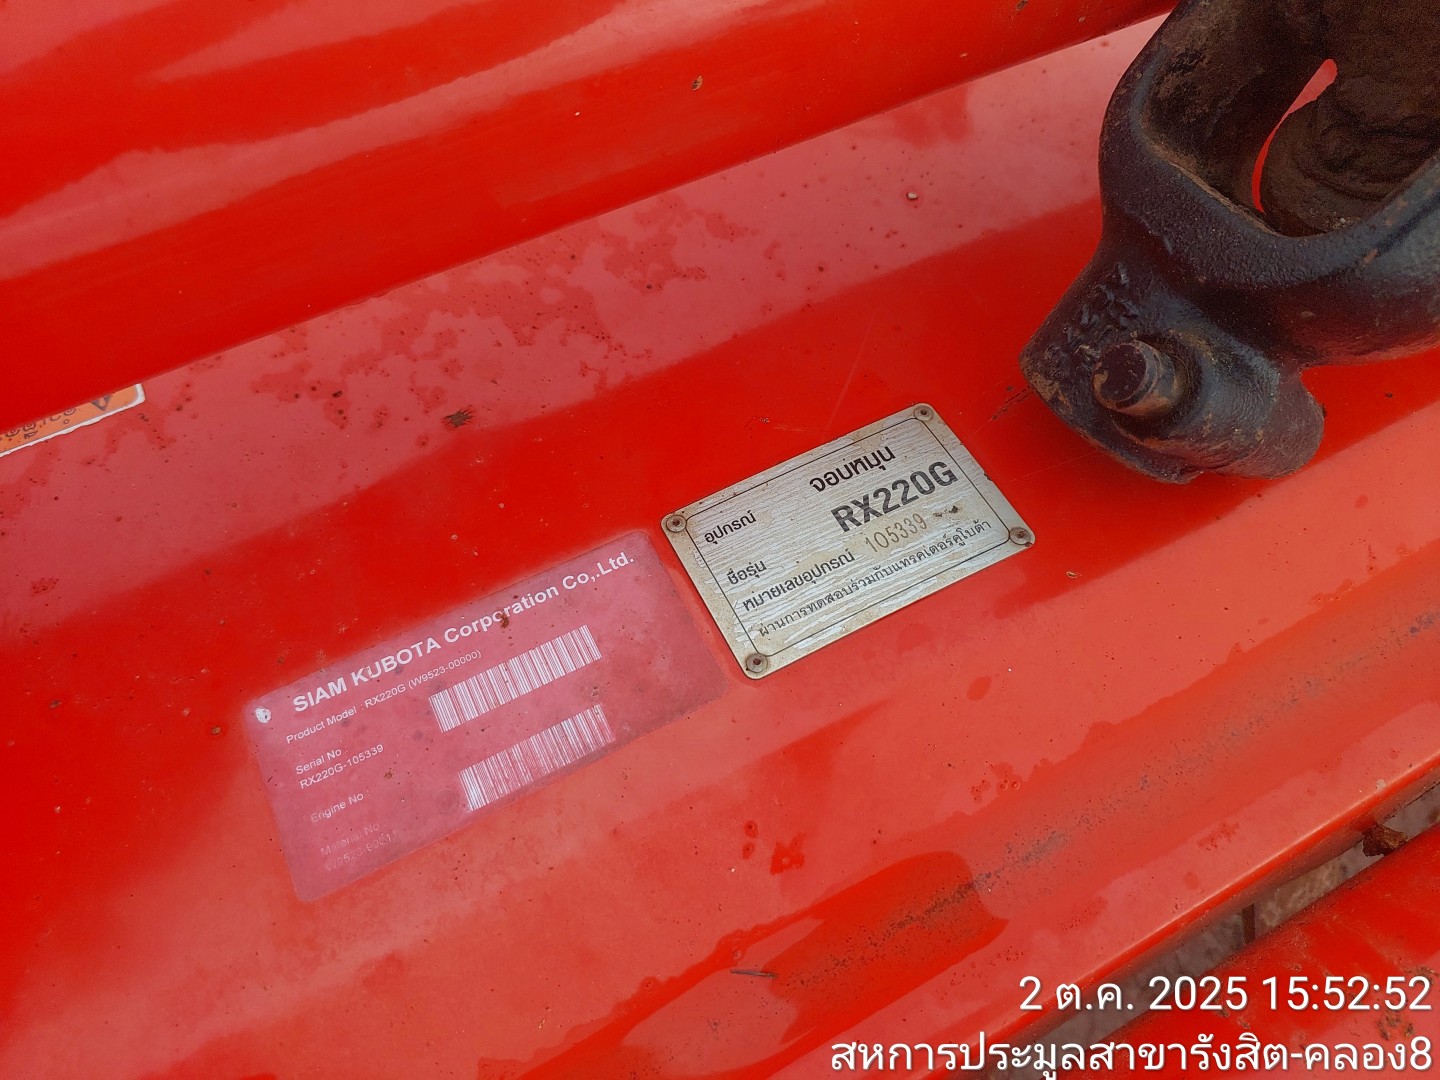 จอบหมุน
อุปกรณ์
RX220G
ชื่อรุ่น
หมายเลขอุปกรณ์ 105339
ผ่านการทดสอบร่วมกับแทรคเตอร์คูโบต้า
SIAM KUBOTA Corporation Co,.Ltd.
Product Model : RX220G (W9523-00000)
Serial No
RX220G-105339
Engine No
Material No
2 ต.ค. 2025 15:52:52
สหการประมูลสาขารังสิต-คลอง8